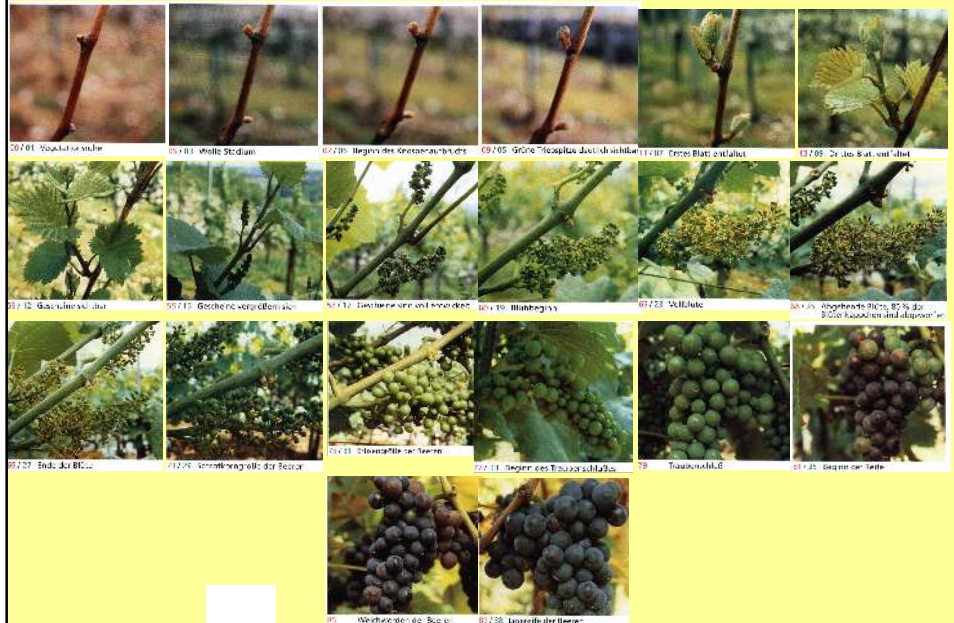 00 / 01 Vegetationsruhe
05 / 03 Wolle Stadium
07 / 05 Beginn des Knospenaufbruchs
09 / 05 Grüne Triebspitze deutlich sichtbar
11 / 07 Erstes Blatt entfaltet
13 / 09 Drittes Blatt entfaltet
53 / 12 Gescheine sichtbar
55 / 15 Gescheine vergrößern sich
57 / 17 Gescheine sind voll entwickelt
60 / 19 Blühbeginn
65 / 23 Vollblüte
68 / 25 Abgehende Blüte, 80 % der
Blütenkäppchen sind abgeworfen
69 / 27 Ende der Blüte
73 / 29 Schrotkorngröße der Beeren
75 / 31 Erbsengröße der Beeren
77 / 33 Beginn des Traubenschlußes
79 Traubenschluß
81 / 35 Beginn der Reife
85 Weichwerden der Beeren
89 / 38 der Beeren